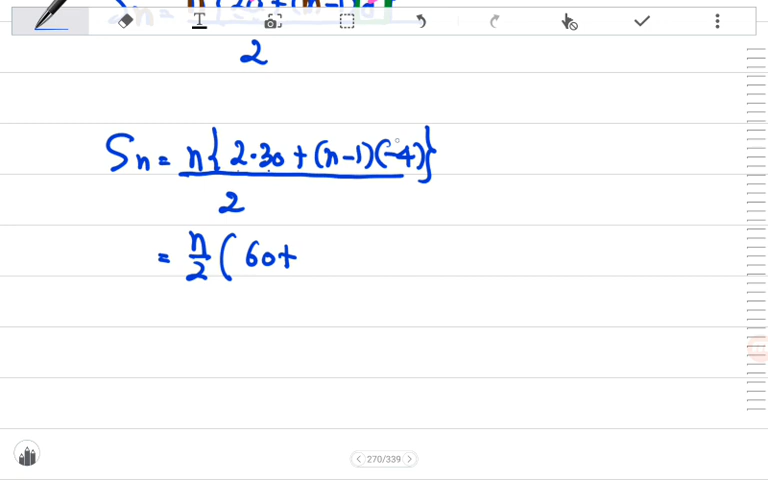 2
Sn = n{2·30+(n-1)(-4)}
2
= n/2 (60+
270/339